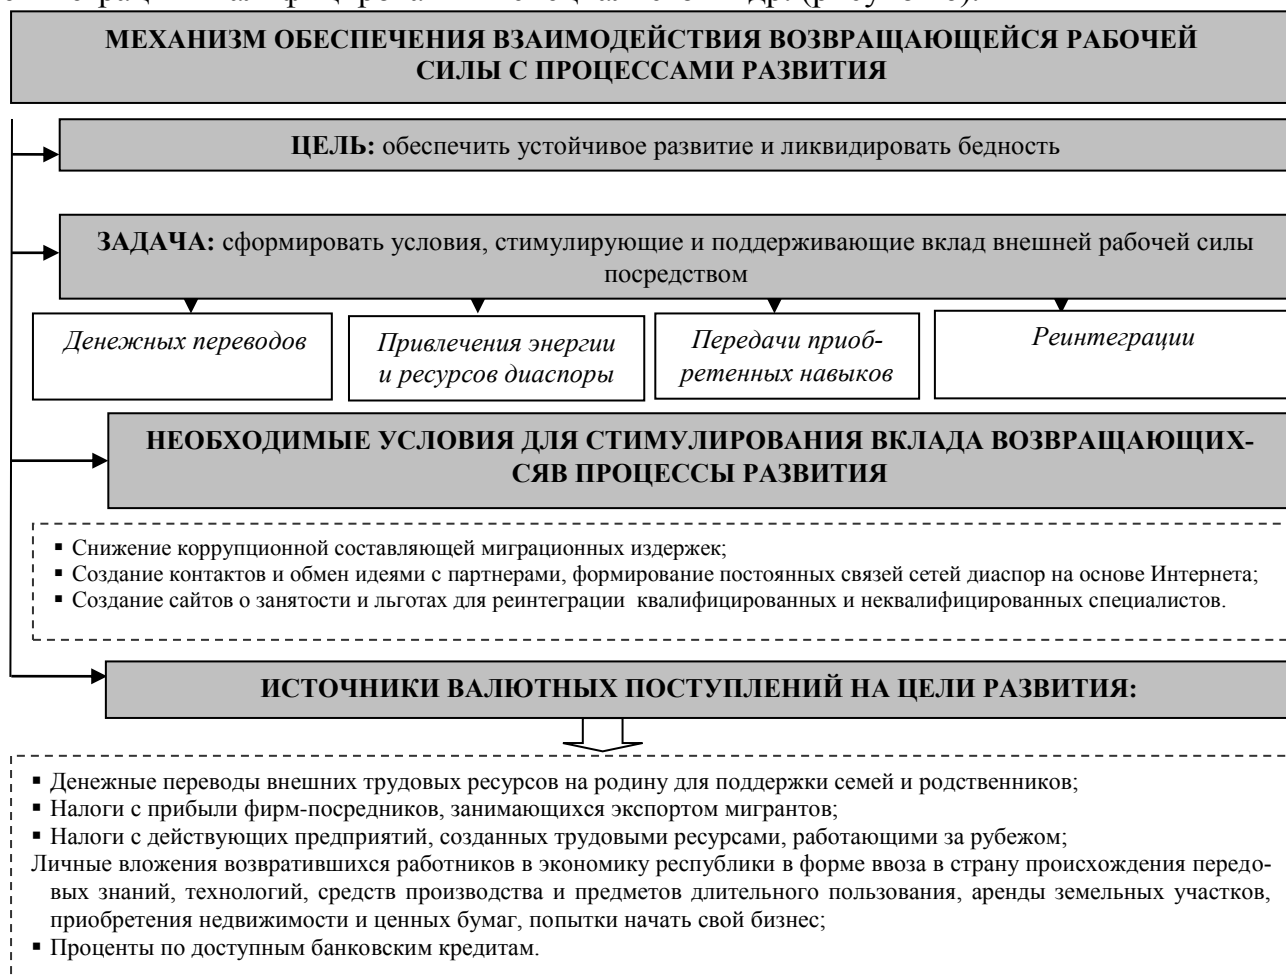 МЕХАНИЗМ ОБЕСПЕЧЕНИЯ ВЗАИМОДЕЙСТВИЯ ВОЗВРАЩАЮЩЕЙСЯ РАБОЧЕЙ
СИЛЫ С ПРОЦЕССАМИ РАЗВИТИЯ
ЦЕЛЬ: обеспечить устойчивое развитие и ликвидировать бедность
ЗАДАЧА: сформировать условия, стимулирующие и поддерживающие вклад внешней рабочей силы
посредством
Денежных переводов
Привлечения энергии
и ресурсов диаспоры
Передачи приоб-
ретенных навыков
Реинтеграции
НЕОБХОДИМЫЕ УСЛОВИЯ ДЛЯ СТИМУЛИРОВАНИЯ ВКЛАДА ВОЗВРАЩАЮЩИХ-
СЯВ ПРОЦЕССЫ РАЗВИТИЯ
▪ Снижение коррупционной составляющей миграционных издержек;
▪ Создание контактов и обмен идеями с партнерами, формирование постоянных связей сетей диаспор на основе Интернета;
▪ Создание сайтов о занятости и льготах для реинтеграции квалифицированных и неквалифицированных специалистов.
ИСТОЧНИКИ ВАЛЮТНЫХ ПОСТУПЛЕНИЙ НА ЦЕЛИ РАЗВИТИЯ:
▪ Денежные переводы внешних трудовых ресурсов на родину для поддержки семей и родственников;
▪ Налоги с прибыли фирм-посредников, занимающихся экспортом мигрантов;
▪ Налоги с действующих предприятий, созданных трудовыми ресурсами, работающими за рубежом;
Личные вложения возвратившихся работников в экономику республики в форме ввоза в страну происхождения передо-
вых знаний, технологий, средств производства и предметов длительного пользования, аренды земельных участков,
приобретения недвижимости и ценных бумаг, попытки начать свой бизнес;
▪ Проценты по доступным банковским кредитам.